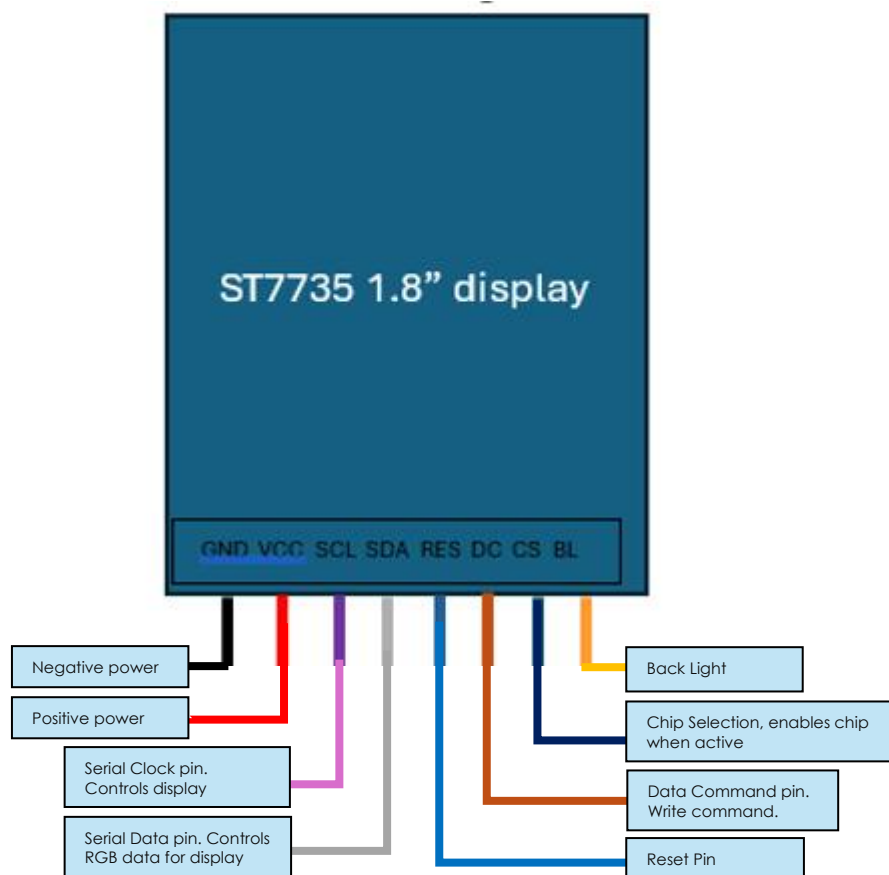 ST7735 1.8” display
GND VCC SCL SDA RES DC CS BL
Negative power
Positive power
Serial Clock pin.
Controls display
Serial Data pin. Controls
RGB data for display
Back Light
Chip Selection, enables chip
when active
Data Command pin.
Write command.
Reset Pin